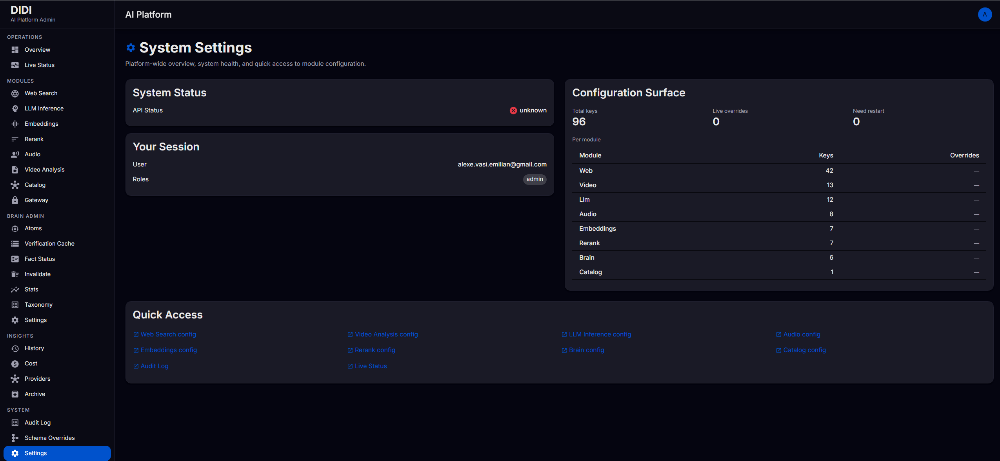 DIDI
AI Platform Admin
OPERATIONS
Overview
Live Status
MODULES
Web Search
LLM Inference
Embeddings
Rerank
Audio
Video Analysis
Catalog
Gateway
BRAIN ADMIN
Atoms
Verification Cache
Fact Status
Invalidate
Stats
Taxonomy
Settings
INSIGHTS
History
Cost
Providers
Archive
SYSTEM
Audit Log
Schema Overrides
Settings
AI Platform
A
System Settings
Platform-wide overview, system health, and quick access to module configuration.
System Status
API Status unknown
Your Session
User alexe.vasi.emilian@gmail.com
Roles admin
Configuration Surface
Total keys Live overrides Need restart
96 0 0
Per module
Module Keys Overrides
Web 42 —
Video 13 —
Llm 12 —
Audio 8 —
Embeddings 7 —
Rerank 7 —
Brain 6 —
Catalog 1 —
Quick Access
Web Search config Video Analysis config LLM Inference config Audio config
Embeddings config Rerank config Brain config Catalog config
Audit Log Live Status